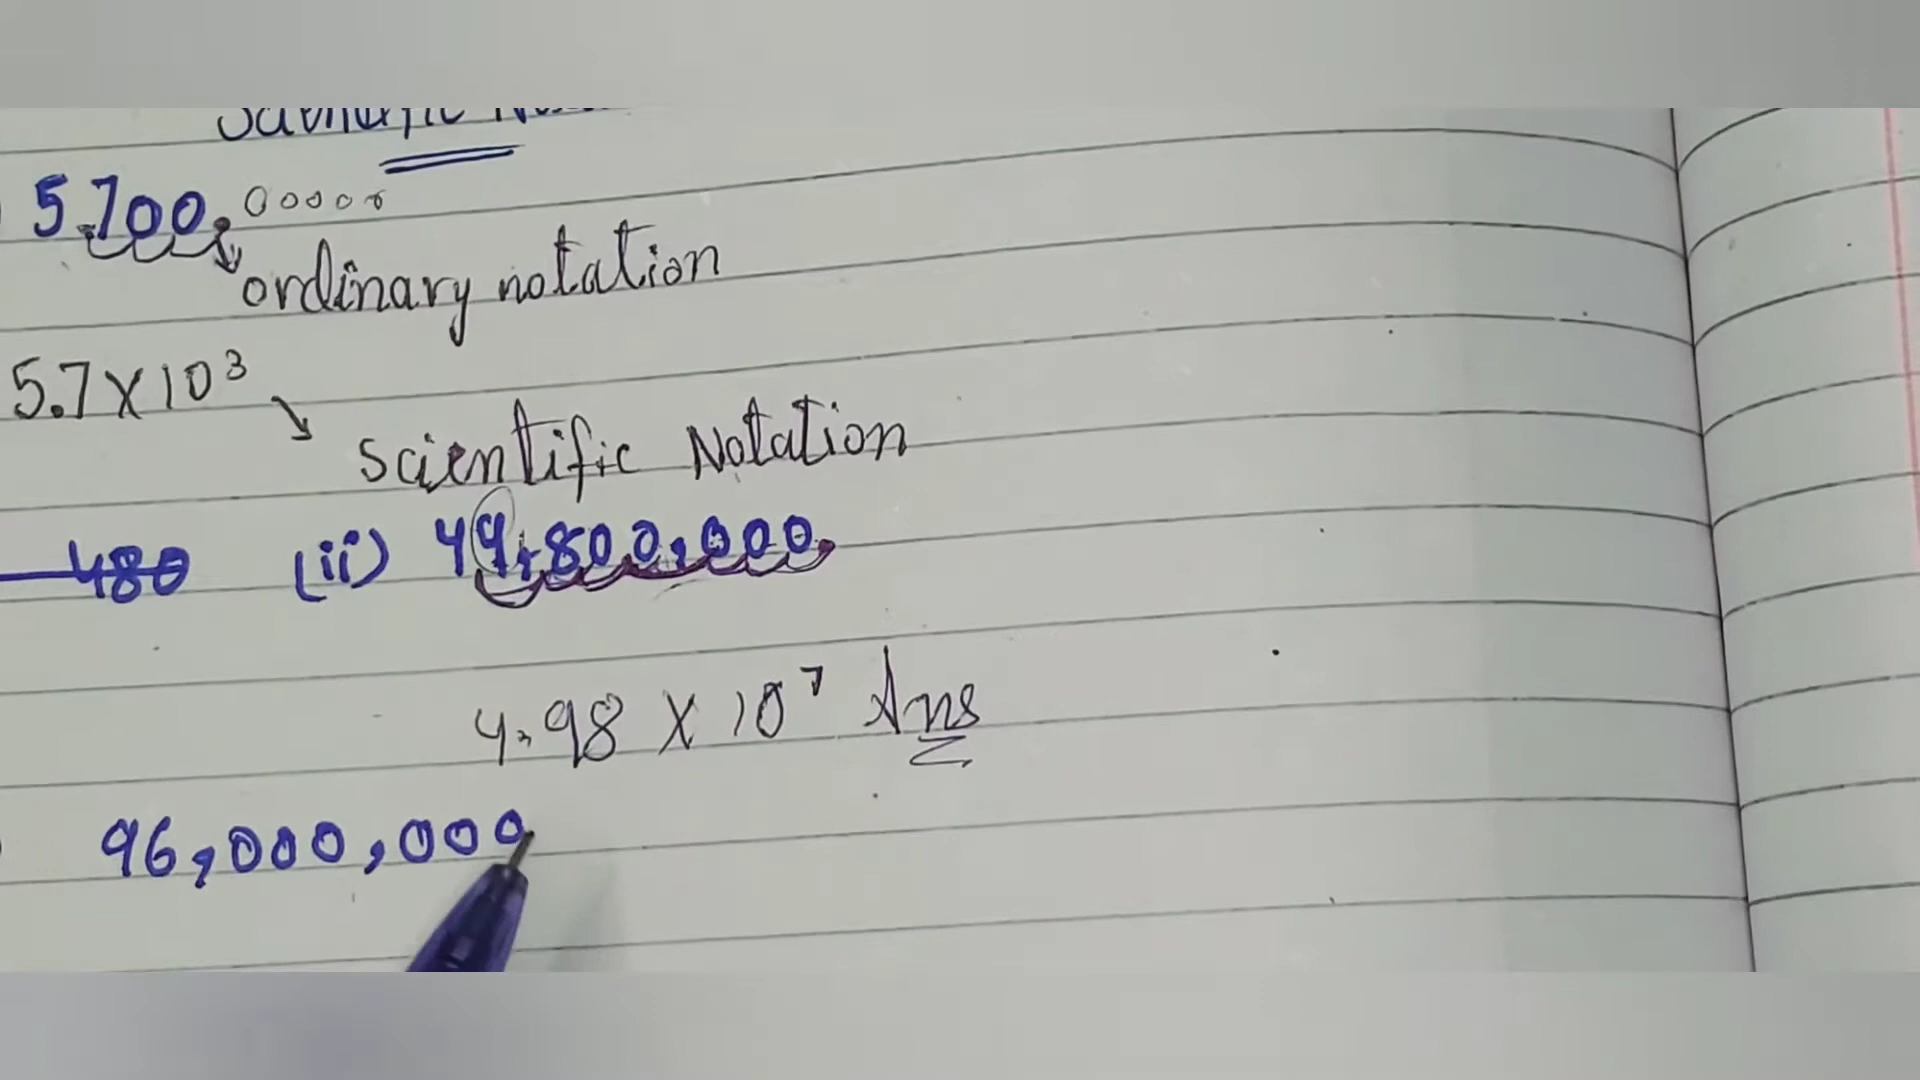 5.700.00000
ordinary notation
5.7 X 10³
Scientific Notation
480 (ii) 49,800,000.
4.98 X 10⁷ Ans
96,000,000